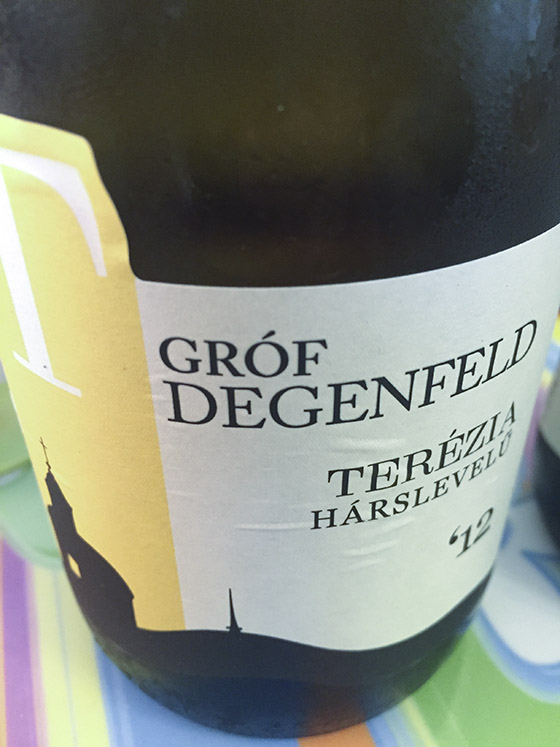 T
GRÓF
DEGENFELD
TERÉZIA
HÁRSLEVELŰ
'12